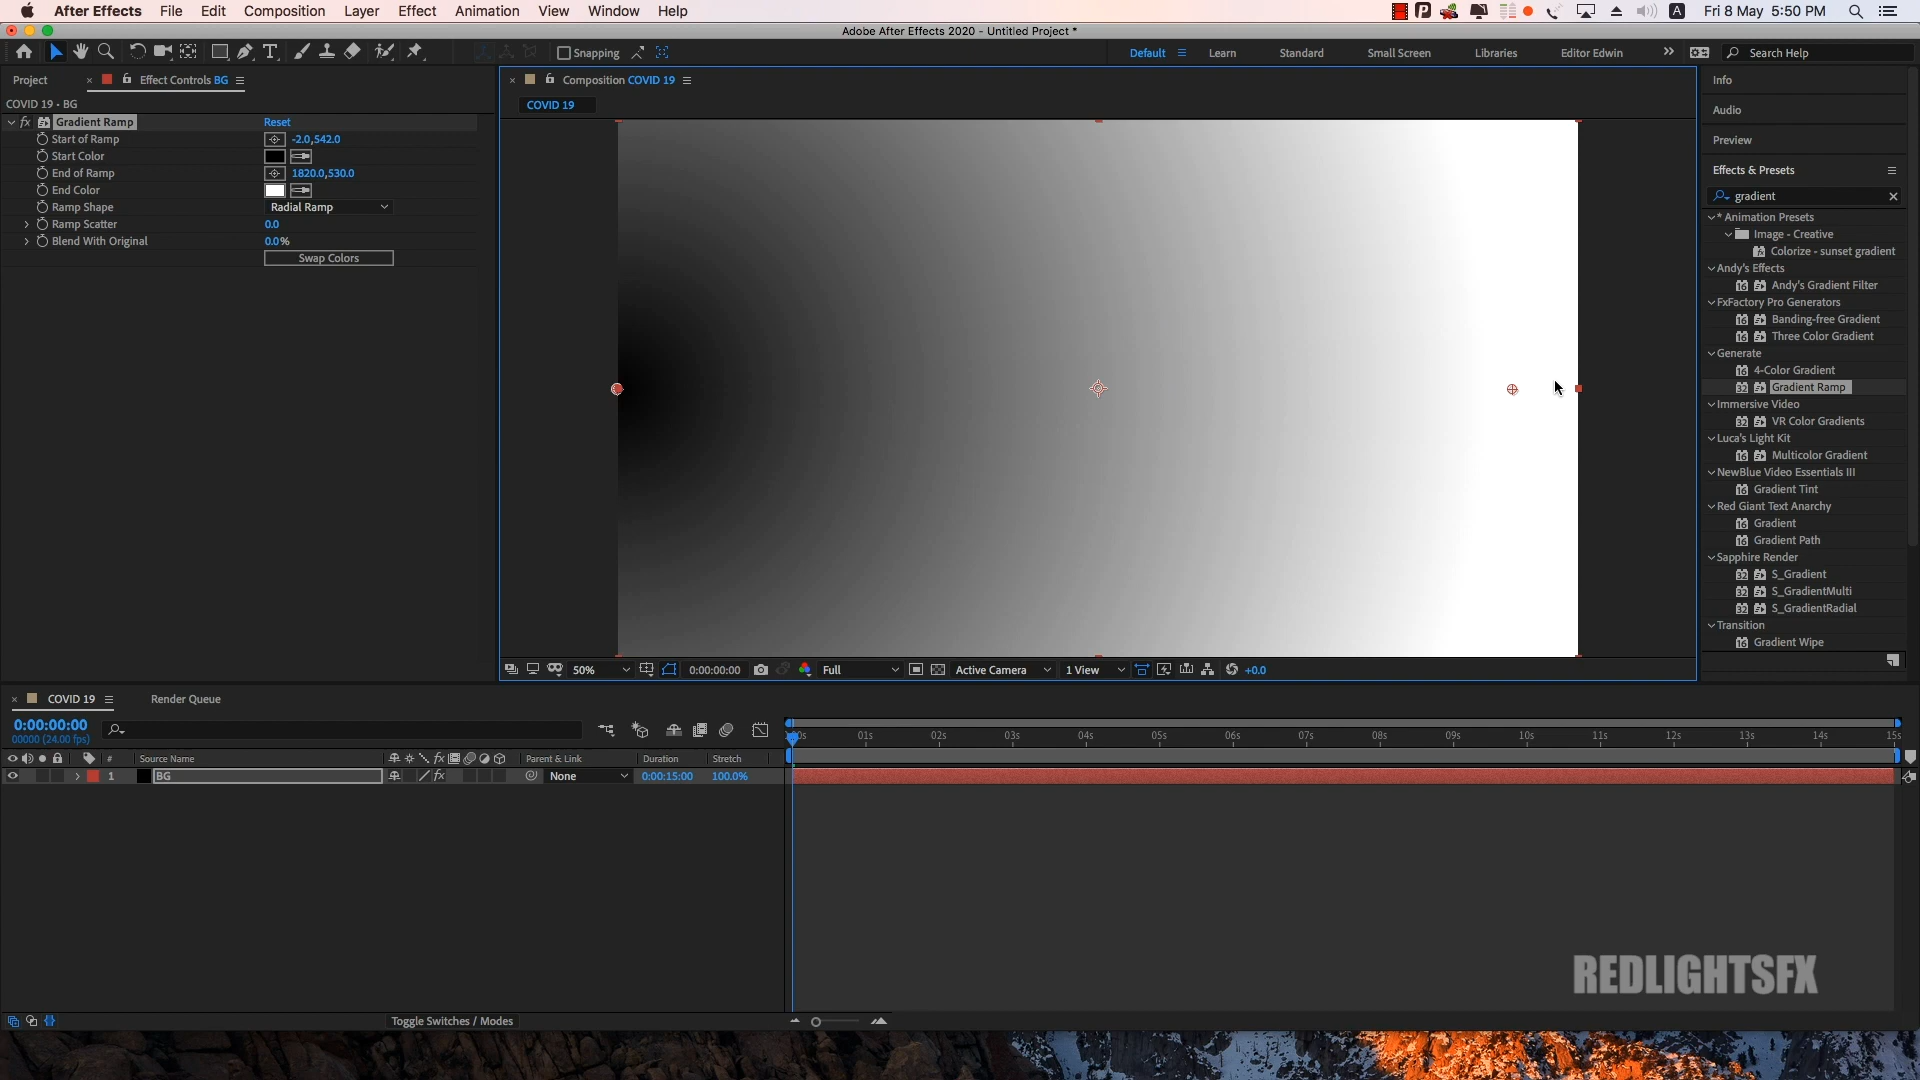 After Effects File Edit Composition Layer Effect Animation View Window Help
A Fri 8 May 5:50 PM
Adobe After Effects 2020 - Untitled Project *
Snapping
Default Learn Standard Small Screen Libraries Editor Edwin
Search Help
Project
Effect Controls BG
COVID 19 • BG
fx Gradient Ramp Reset
Start of Ramp -2.0,542.0
Start Color
End of Ramp 1820.0,530.0
End Color
Ramp Shape Radial Ramp
Ramp Scatter 0.0
Blend With Original 0.0%
Swap Colors
Composition COVID 19
COVID 19
50%
0:00:00:00
Full
Active Camera
1 View
+0.0
Info
Audio
Preview
Effects & Presets
gradient
* Animation Presets
Image - Creative
Colorize - sunset gradient
Andy's Effects
Andy's Gradient Filter
FxFactory Pro Generators
Banding-free Gradient
Three Color Gradient
Generate
4-Color Gradient
Gradient Ramp
Immersive Video
VR Color Gradients
Luca's Light Kit
Multicolor Gradient
NewBlue Video Essentials III
Gradient Tint
Red Giant Text Anarchy
Gradient
Gradient Path
Sapphire Render
S_Gradient
S_GradientMulti
S_GradientRadial
Transition
Gradient Wipe
COVID 19
Render Queue
0:00:00:00
00000 (24.00 fps)
# Source Name Parent & Link Duration Stretch
1 BG None 0:00:15:00 100.0%
01s 02s 03s 04s 05s 06s 07s 08s 09s 10s 11s 12s 13s 14s 15s
REDLIGHTSFX
Toggle Switches / Modes